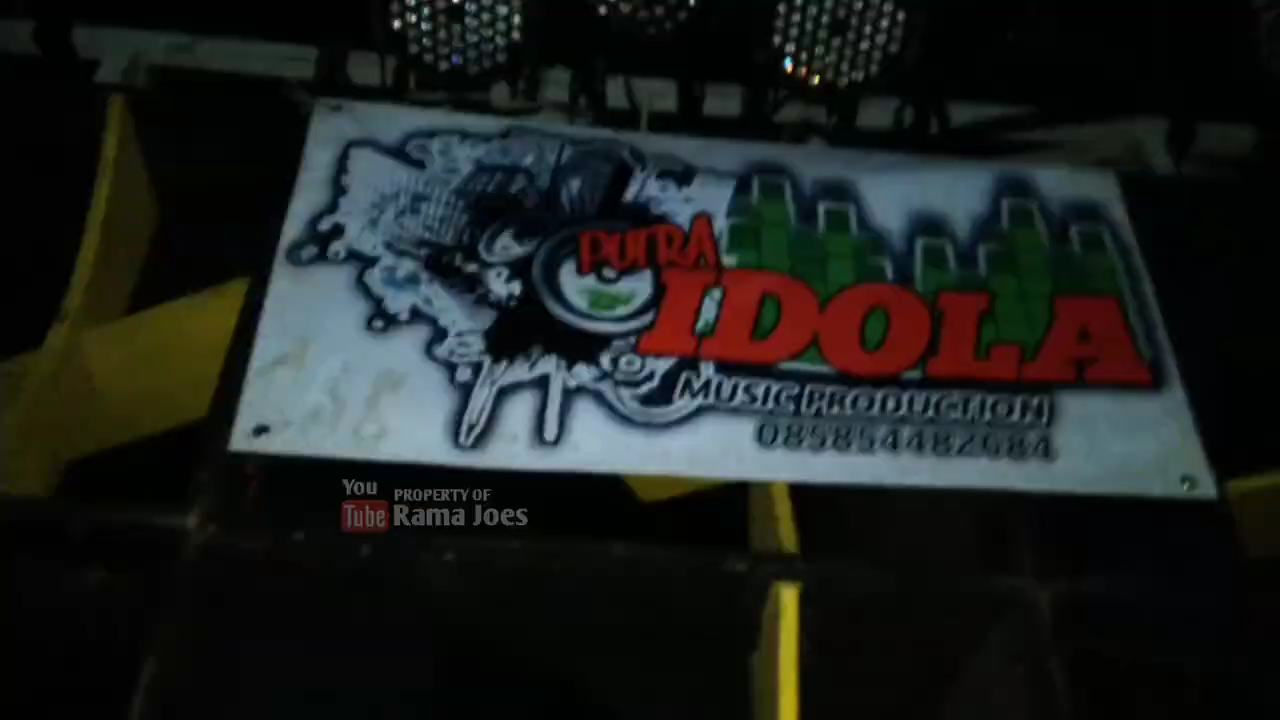 PUTRA
IDOLA
MUSIC PRODUCTION
085854482684
You
Tube
PROPERTY OF
Rama Joes